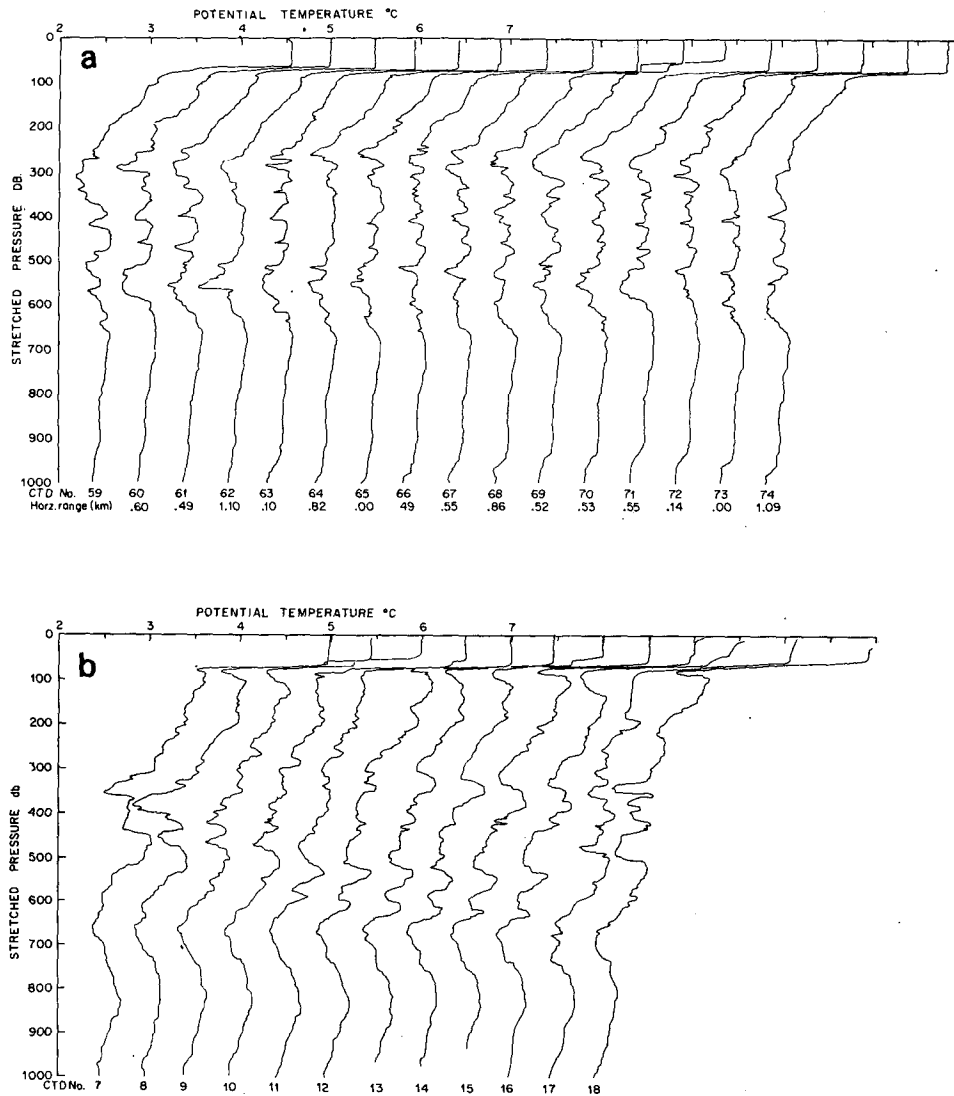 POTENTIAL TEMPERATURE °C
2 3 4 5 6 7
a
0
100
200
300
400
500
600
700
800
900
1000
STRETCHED PRESSURE DB.
CTD No. 59 60 61 62 63 64 65 66 67 68 69 70 71 72 73 74
Horz. range (km) .60 .49 1.10 .10 .82 .00 49 .55 .86 .52 .53 .55 .14 .00 1.09
POTENTIAL TEMPERATURE °C
2 3 4 5 6 7
b
0
100
200
300
400
500
600
700
800
900
1000
STRETCHED PRESSURE db
CTD No. 7 8 9 10 11 12 13 14 15 16 17 18